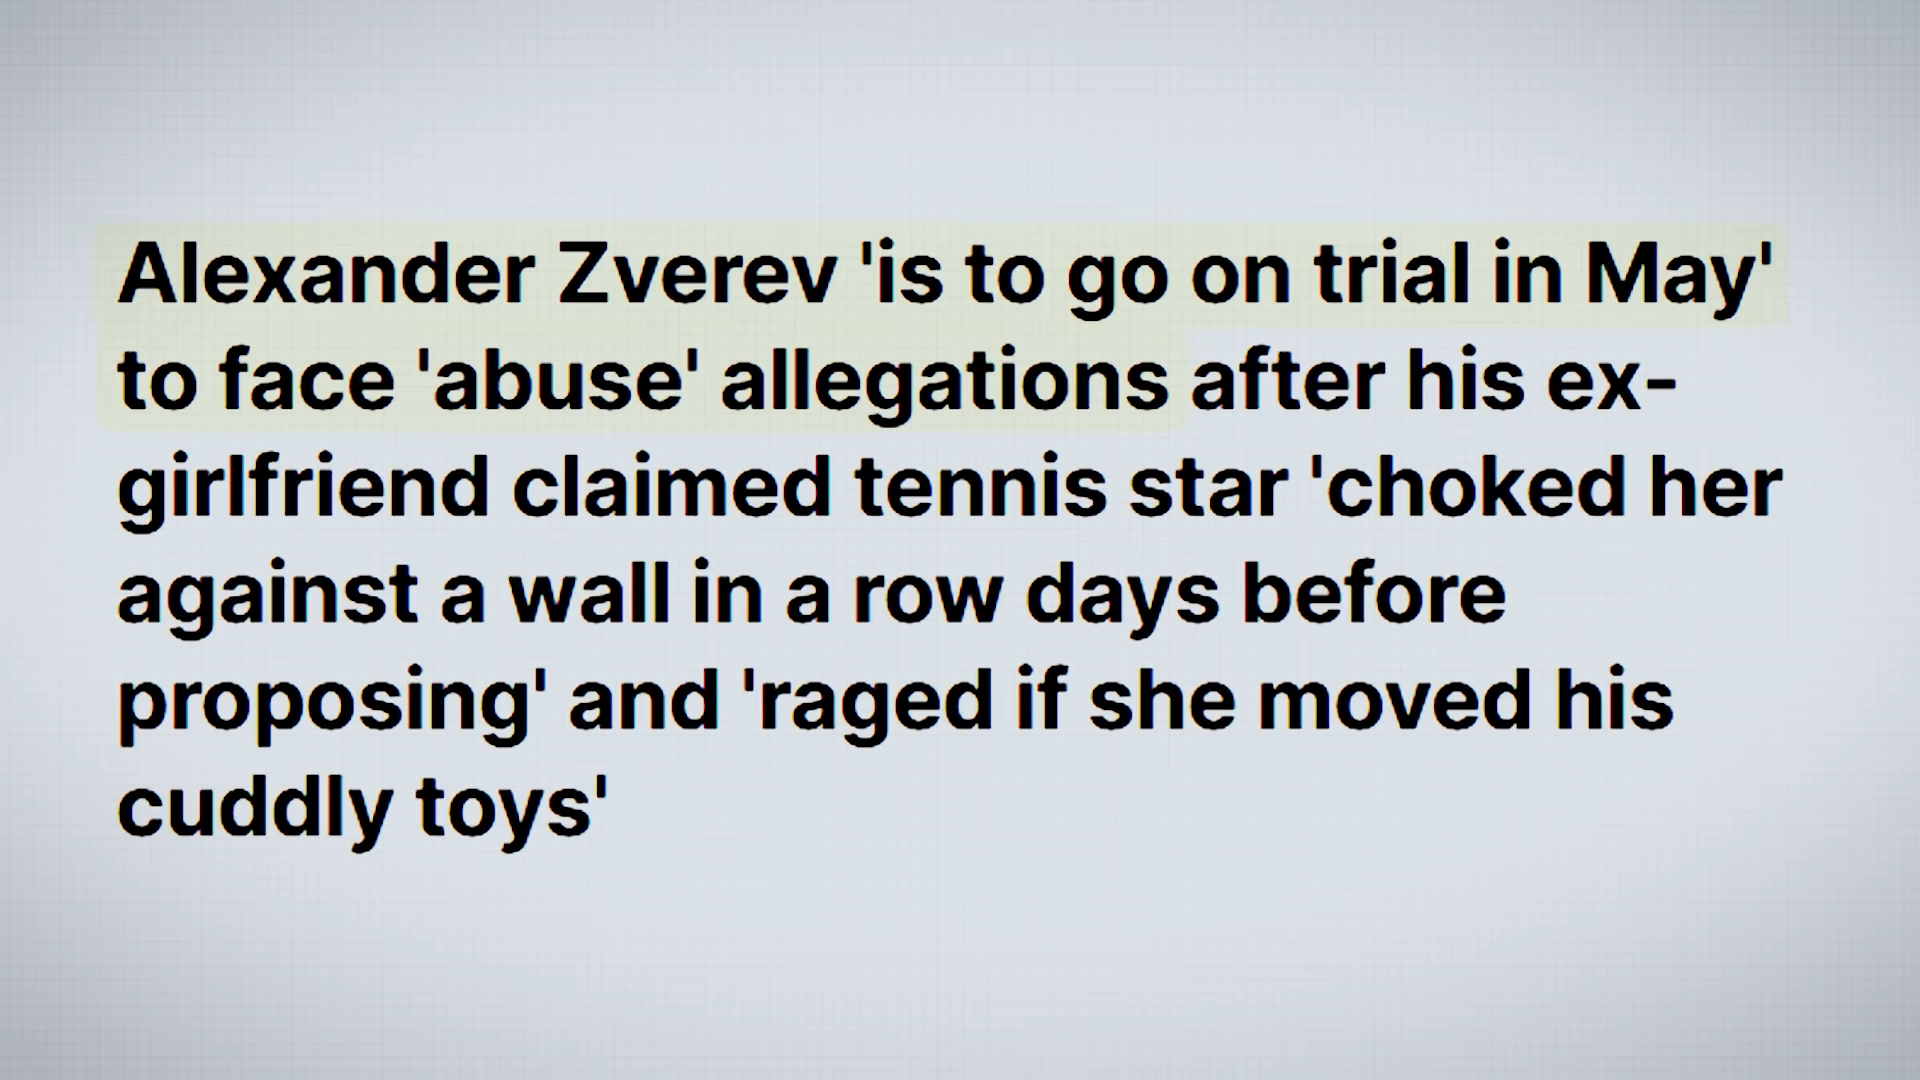 Alexander Zverev 'is to go on trial in May'
to face 'abuse' allegations after his ex-
girlfriend claimed tennis star 'choked her
against a wall in a row days before
proposing' and 'raged if she moved his
cuddly toys'